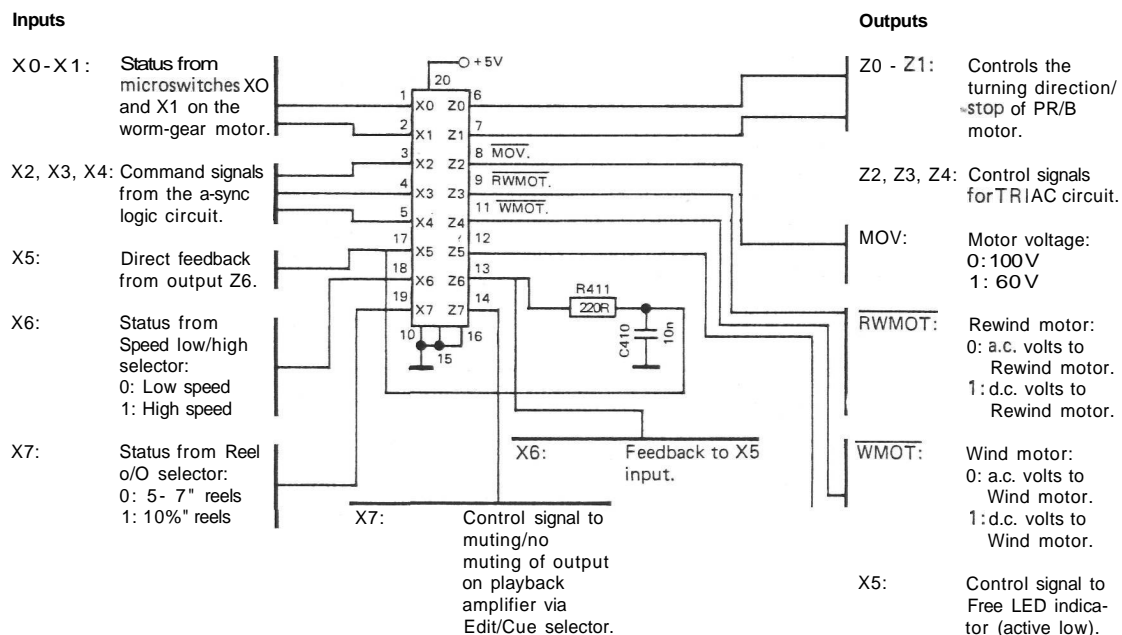 Inputs
X0-X1: Status from
microswitches XO
and X1 on the
worm-gear motor.
X2, X3, X4: Command signals
from the a-sync
logic circuit.
X5: Direct feedback
from output Z6.
X6: Status from
Speed low/high
selector:
0: Low speed
1: High speed
X7: Status from Reel
o/O selector:
0: 5- 7" reels
1: 10%" reels
+5V
20
1 X0 Z0 6
2 X1 Z1 7
3 X2 Z2 8 MOV.
4 X3 Z3 9 RWMOT.
5 X4 Z4 11 WMOT.
17 X5 Z5 12
18 X6 Z6 13
19 X7 Z7 14
10 15 16
R411
220R
C410
10n
X6: Feedback to X5
input.
X7: Control signal to
muting/no
muting of output
on playback
amplifier via
Edit/Cue selector.
Outputs
Z0 - Z1: Controls the
turning direction/
stop of PR/B
motor.
Z2, Z3, Z4: Control signals
for TRIAC circuit.
MOV: Motor voltage:
0:100V
1: 60V
RWMOT: Rewind motor:
0: a.c. volts to
Rewind motor.
1: d.c. volts to
Rewind motor.
WMOT: Wind motor:
0: a.c. volts to
Wind motor.
1: d.c. volts to
Wind motor.
X5: Control signal to
Free LED indica-
tor (active low).